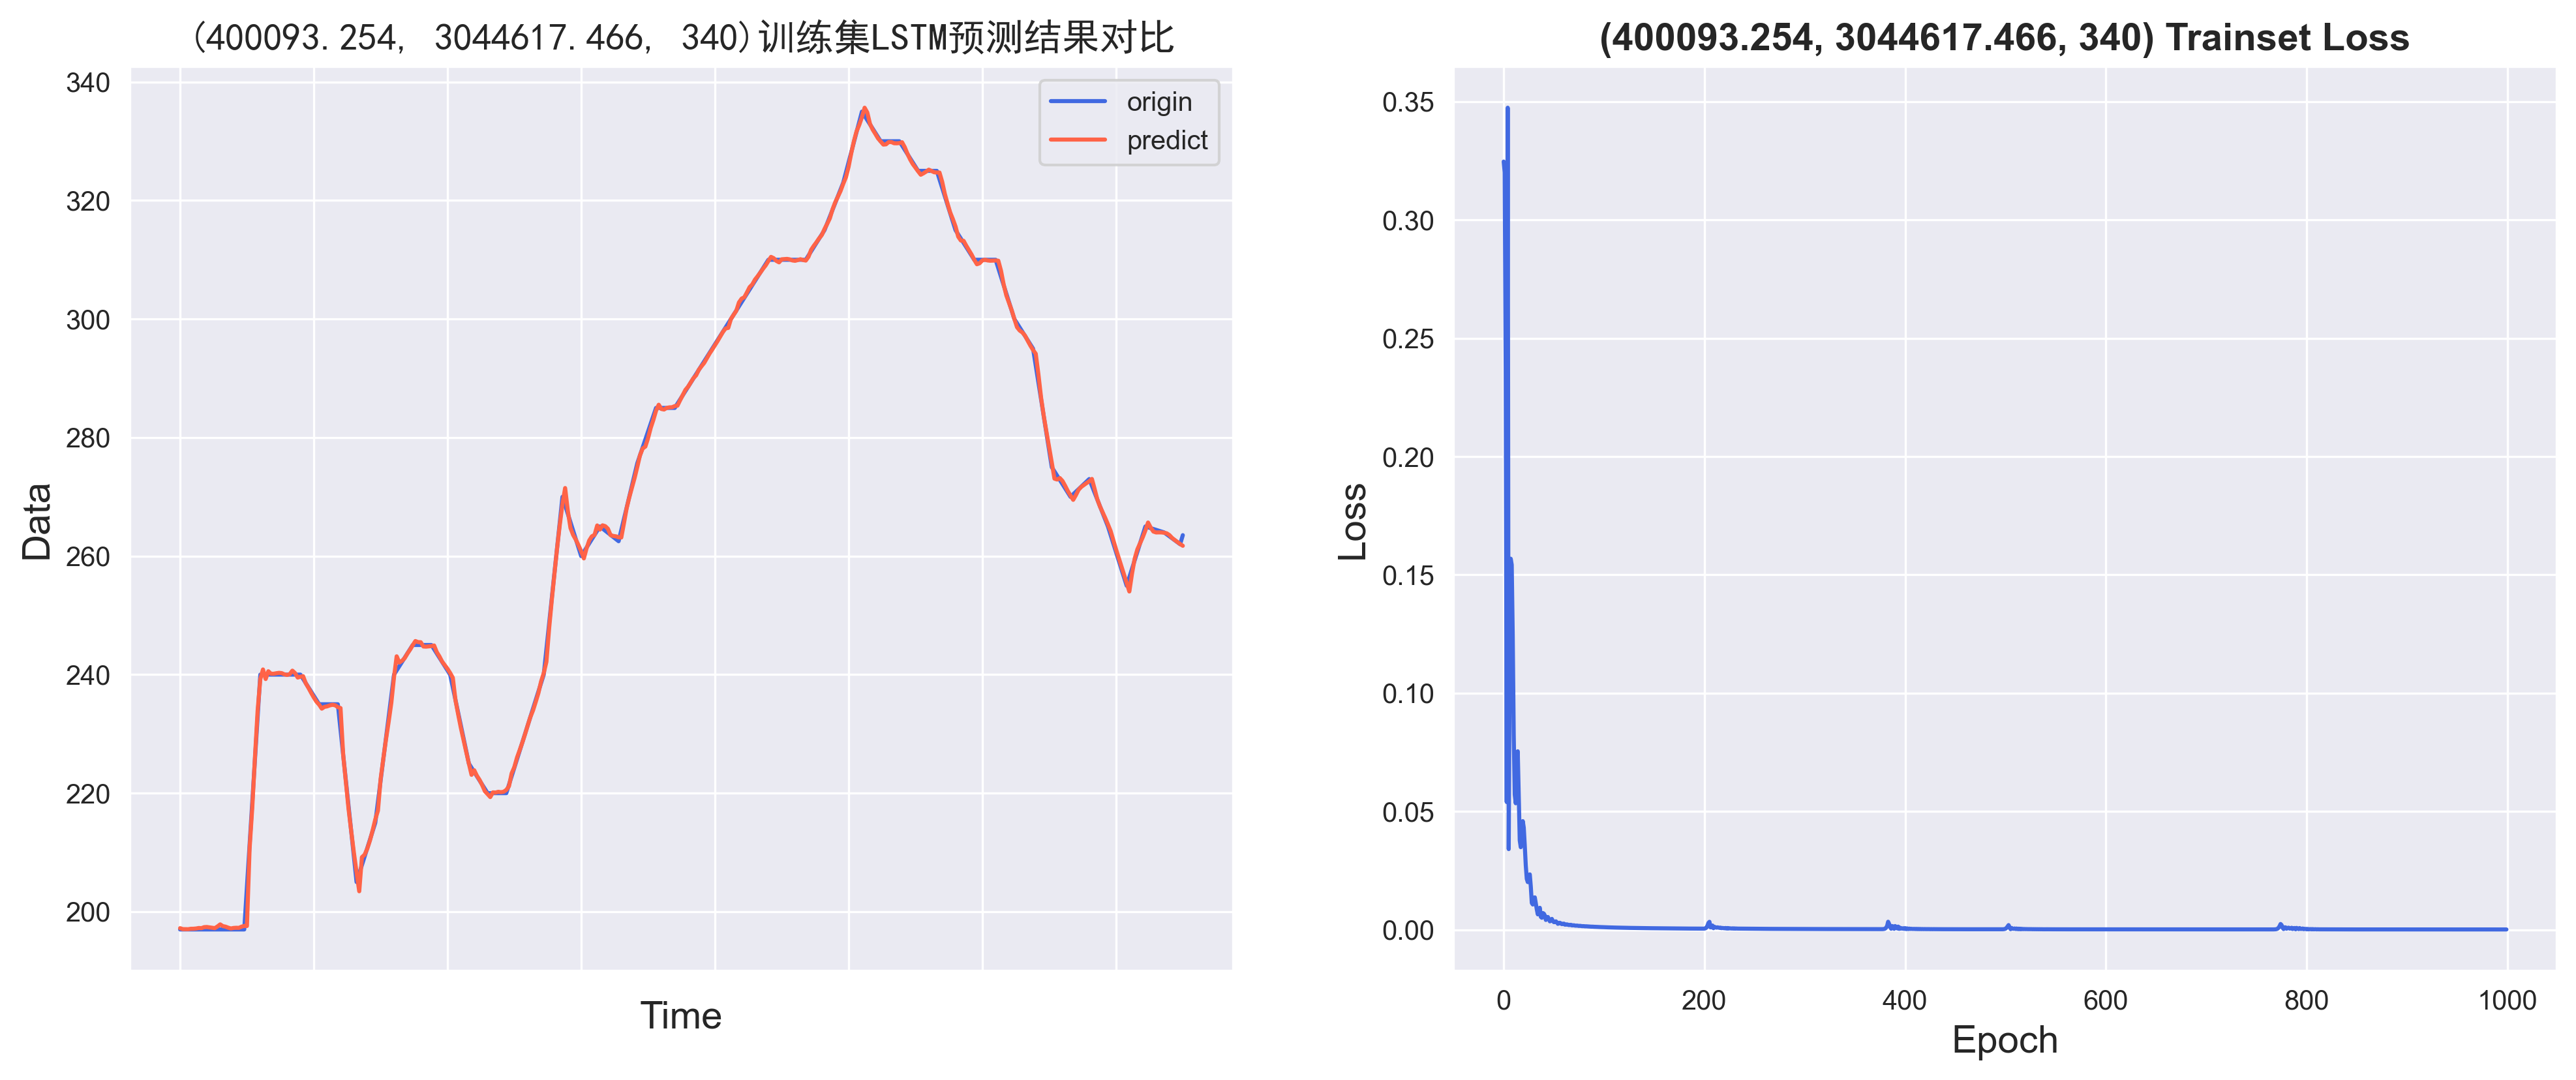 (400093.254, 3044617.466, 340)训练集LSTM预测结果对比
340
320
300
280
260
240
220
200
Data
Time
origin
predict
(400093.254, 3044617.466, 340) Trainset Loss
0.35
0.30
0.25
0.20
0.15
0.10
0.05
0.00
Loss
0 200 400 600 800 1000
Epoch